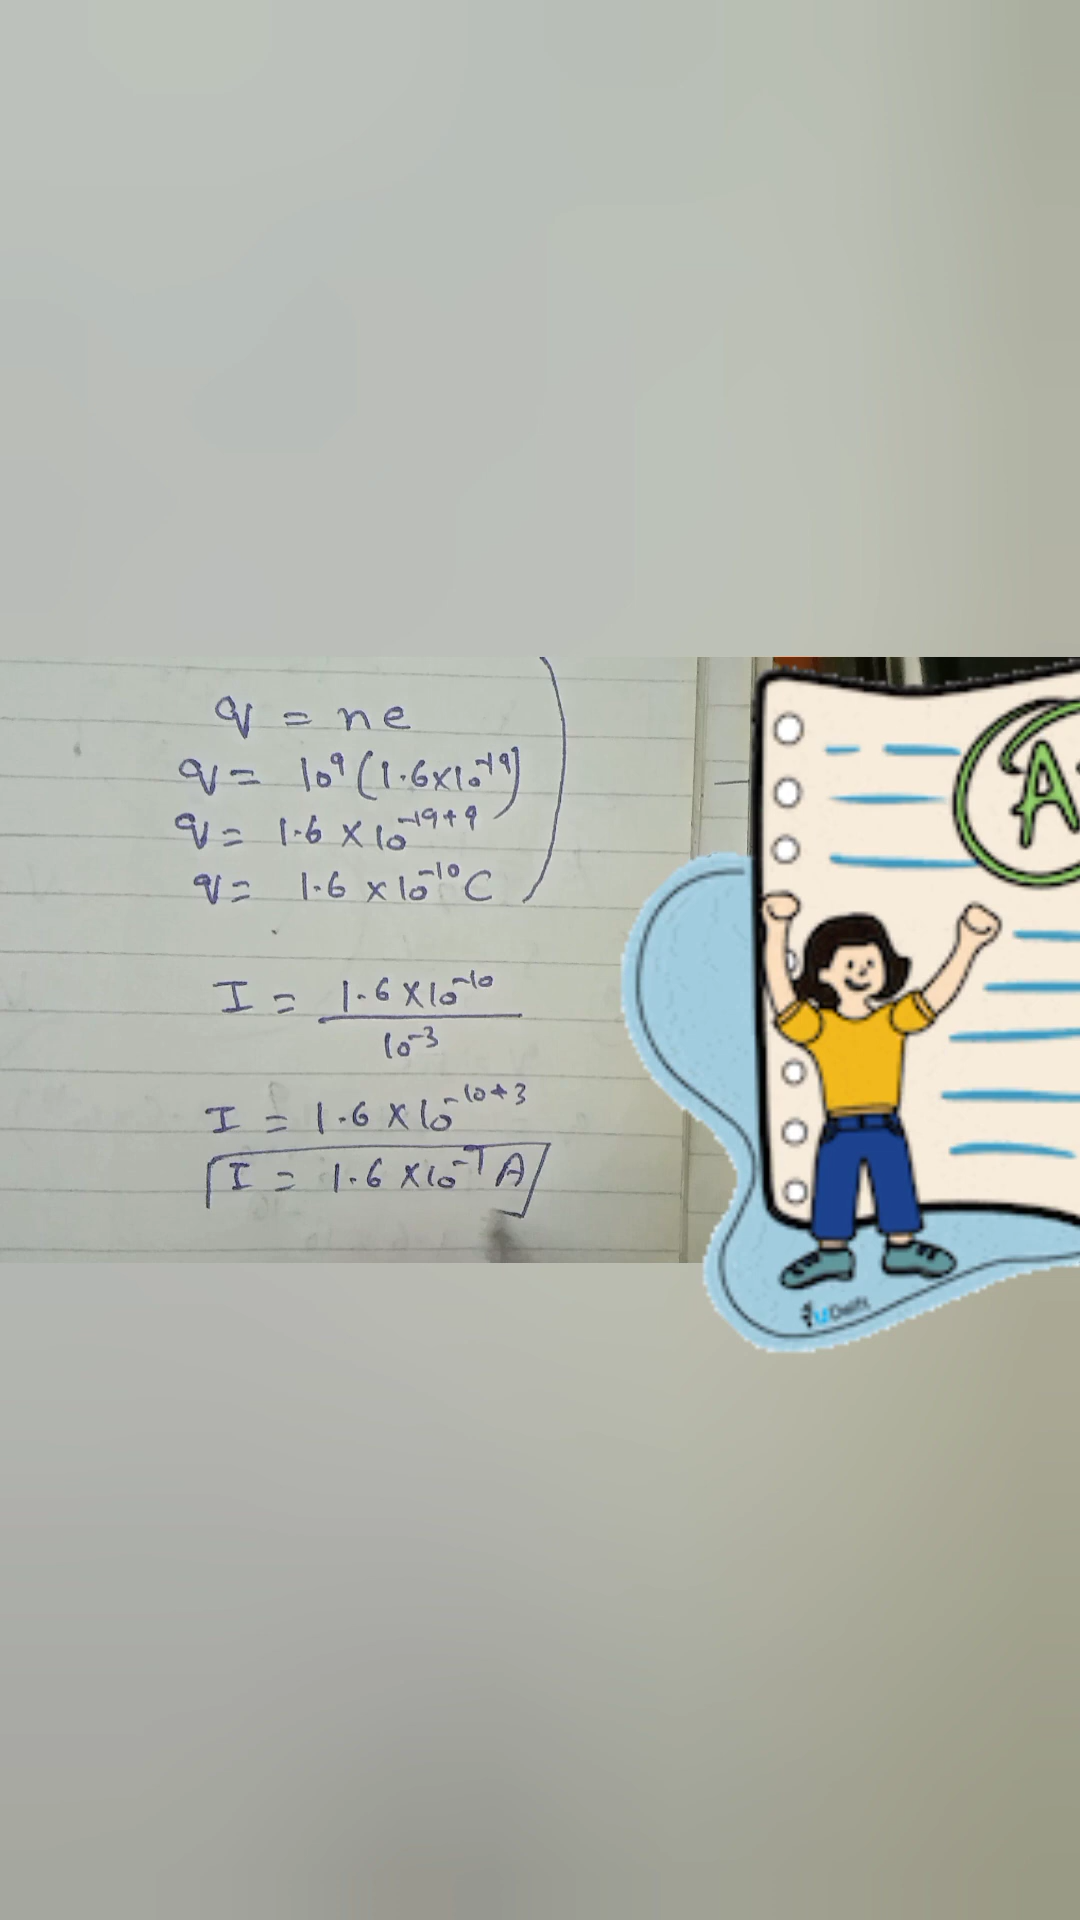 q = ne
q = 10⁹ (1.6×10⁻¹⁹)
q = 1.6 × 10⁻¹⁹⁺⁹
q = 1.6 × 10⁻¹⁰ C
I = 1.6 × 10⁻¹⁰
10⁻³
I = 1.6 × 10⁻¹⁰⁺³
I = 1.6 × 10⁻⁷ A
A